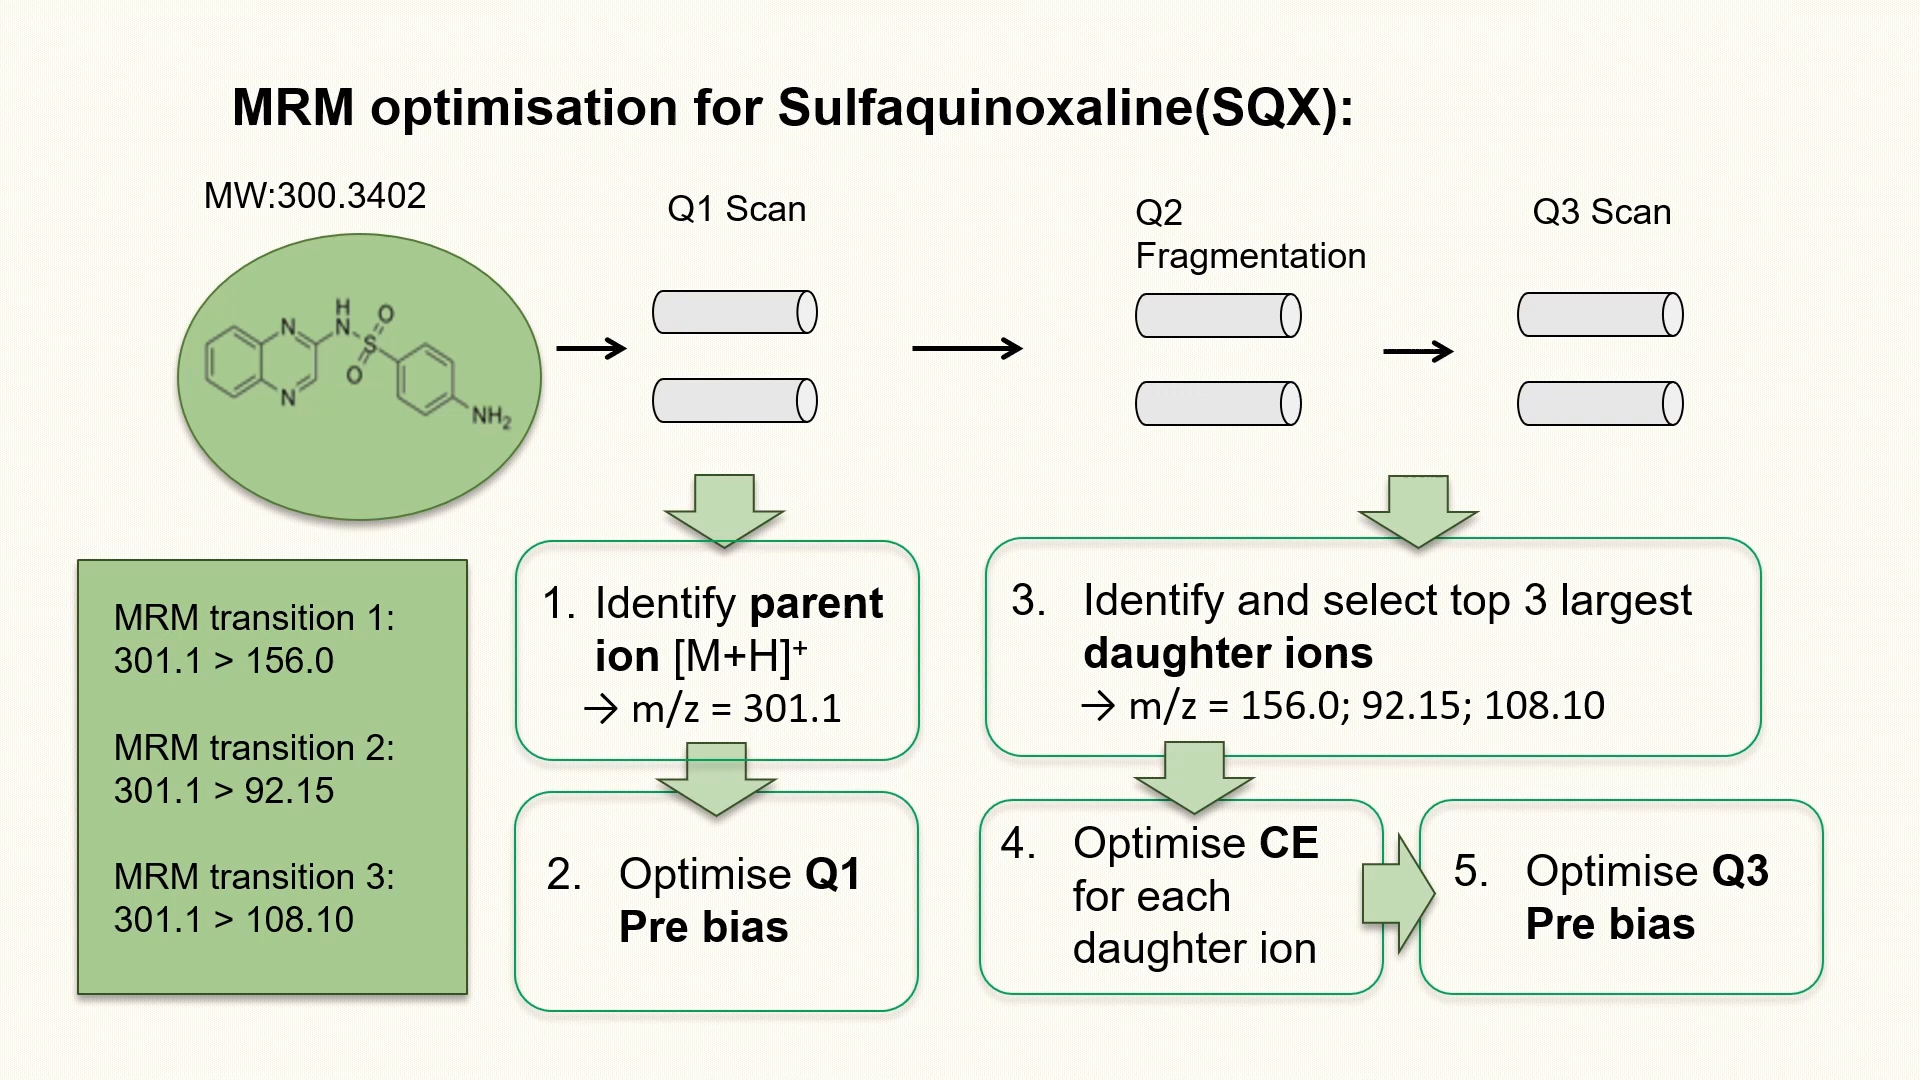 MRM optimisation for Sulfaquinoxaline(SQX):
MW:300.3402
Q1 Scan
Q2
Fragmentation
Q3 Scan
N
N
H
N
S
O
O
NH₂
MRM transition 1:
301.1 > 156.0
MRM transition 2:
301.1 > 92.15
MRM transition 3:
301.1 > 108.10
1. Identify parent
ion [M+H]⁺
→ m/z = 301.1
2. Optimise Q1
Pre bias
3. Identify and select top 3 largest
daughter ions
→ m/z = 156.0; 92.15; 108.10
4. Optimise CE
for each
daughter ion
5. Optimise Q3
Pre bias